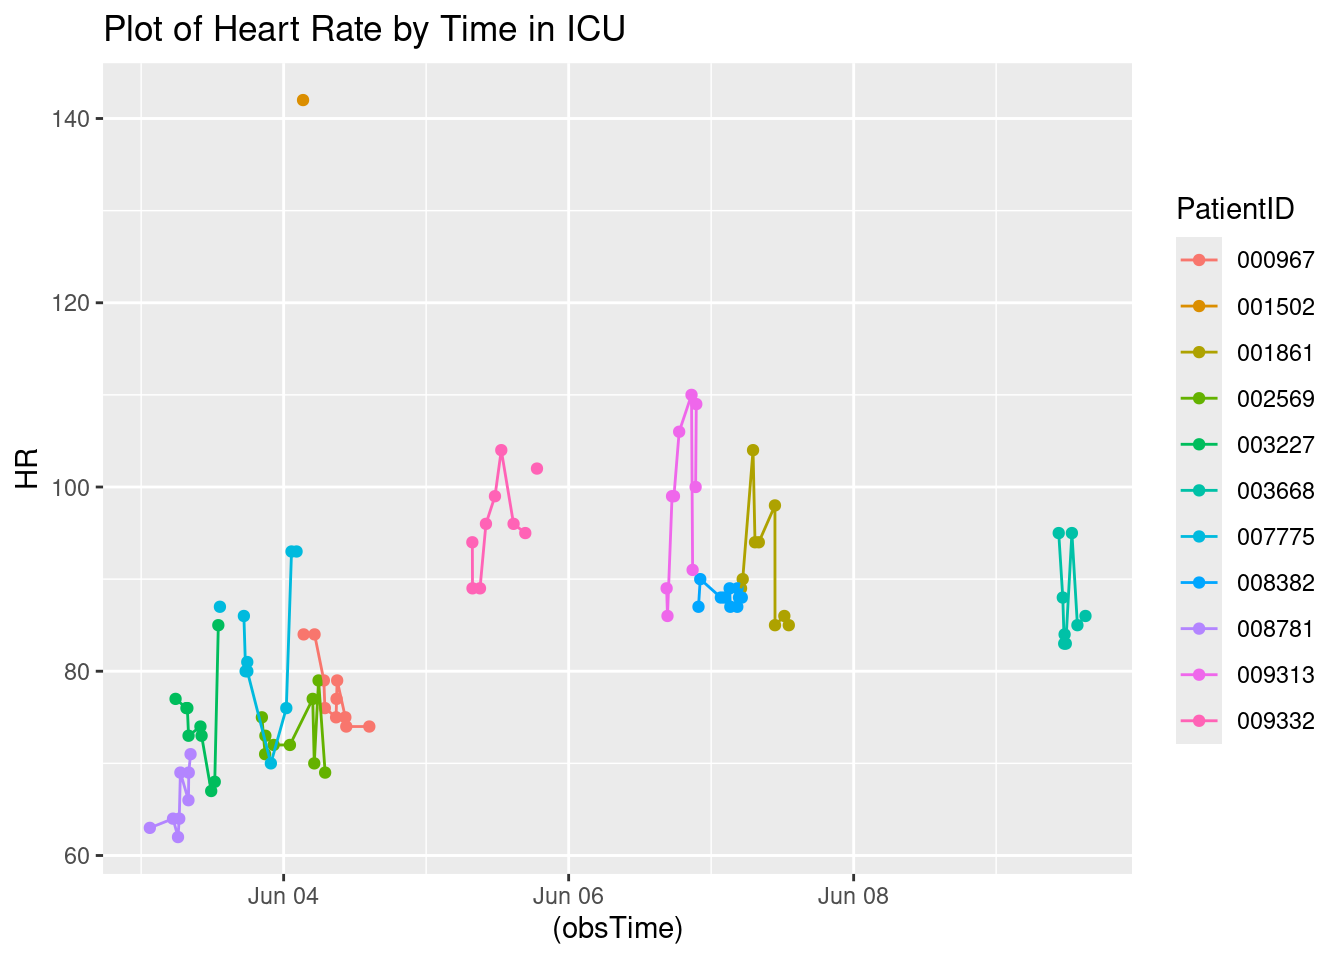 Plot of Heart Rate by Time in ICU
140
120
100
80
60
HR
Jun 04
Jun 06
Jun 08
(obsTime)
PatientID
000967
001502
001861
002569
003227
003668
007775
008382
008781
009313
009332